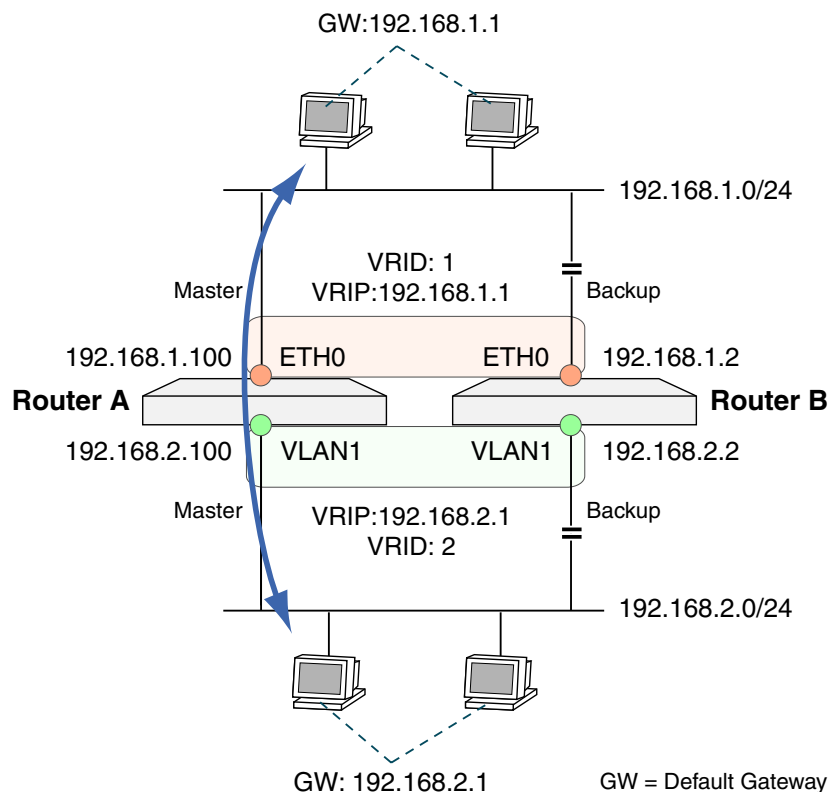 GW:192.168.1.1
192.168.1.0/24
VRID: 1
Master
VRIP:192.168.1.1
Backup
192.168.1.100
ETH0
ETH0
192.168.1.2
Router A
Router B
192.168.2.100
VLAN1
VLAN1
192.168.2.2
Master
VRIP:192.168.2.1
Backup
VRID: 2
192.168.2.0/24
GW: 192.168.2.1
GW = Default Gateway